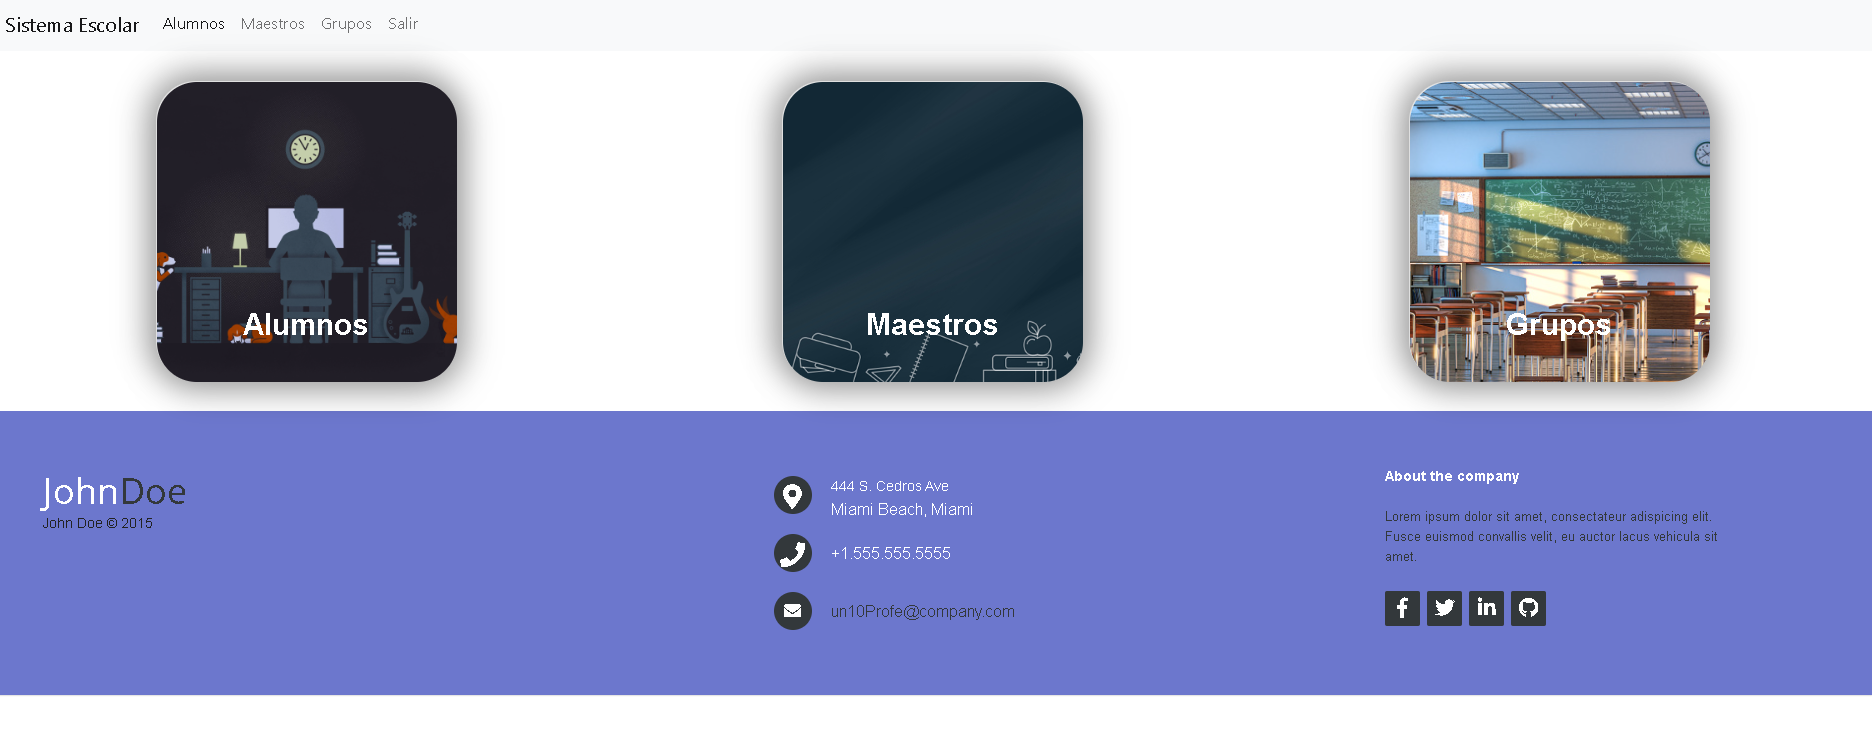 Sistema Escolar Alumnos Maestros Grupos Salir
Alumnos
Maestros
Grupos
JohnDoe
John Doe © 2015
444 S. Cedros Ave
Miami Beach, Miami
+1.555.555.5555
un10Profe@company.com
About the company
Lorem ipsum dolor sit amet, consectateur adispicing elit.
Fusce euismod convallis velit, eu auctor lacus vehicula sit
amet.